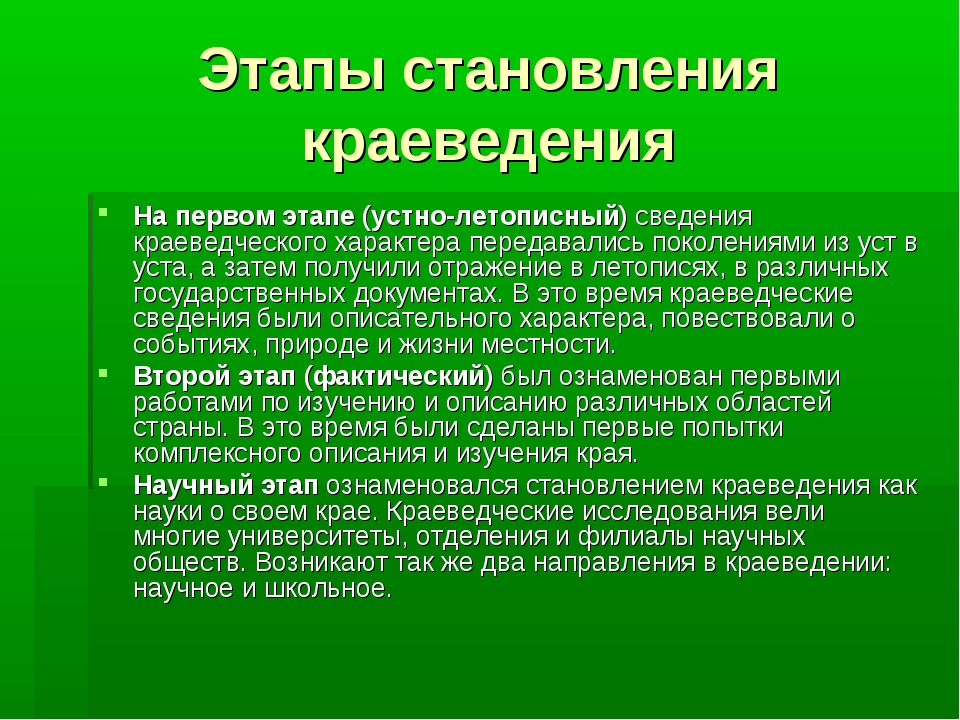 Этапы становления
краеведения
На первом этапе (устно-летописный) сведения
краеведческого характера передавались поколениями из уст в
уста, а затем получили отражение в летописях, в различных
государственных документах. В это время краеведческие
сведения были описательного характера, повествовали о
событиях, природе и жизни местности.
Второй этап (фактический) был ознаменован первыми
работами по изучению и описанию различных областей
страны. В это время были сделаны первые попытки
комплексного описания и изучения края.
Научный этап ознаменовался становлением краеведения как
науки о своем крае. Краеведческие исследования вели
многие университеты, отделения и филиалы научных
обществ. Возникают так же два направления в краеведении:
научное и школьное.